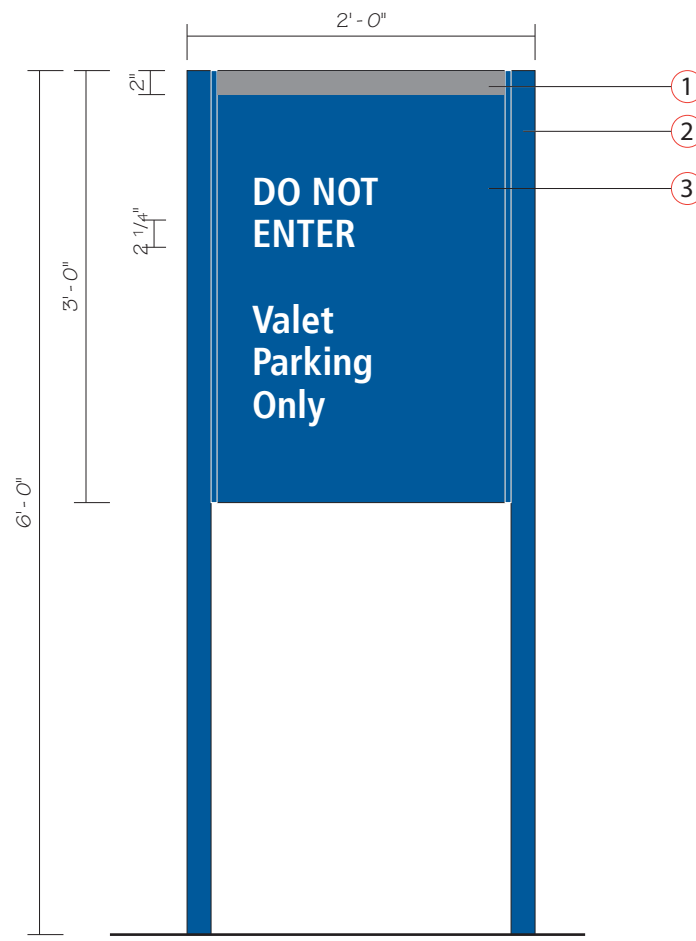 2' - 0"
2"
1
2
3
DO NOT
ENTER
2 1/4"
3' - 0"
Valet
Parking
Only
6' - 0"